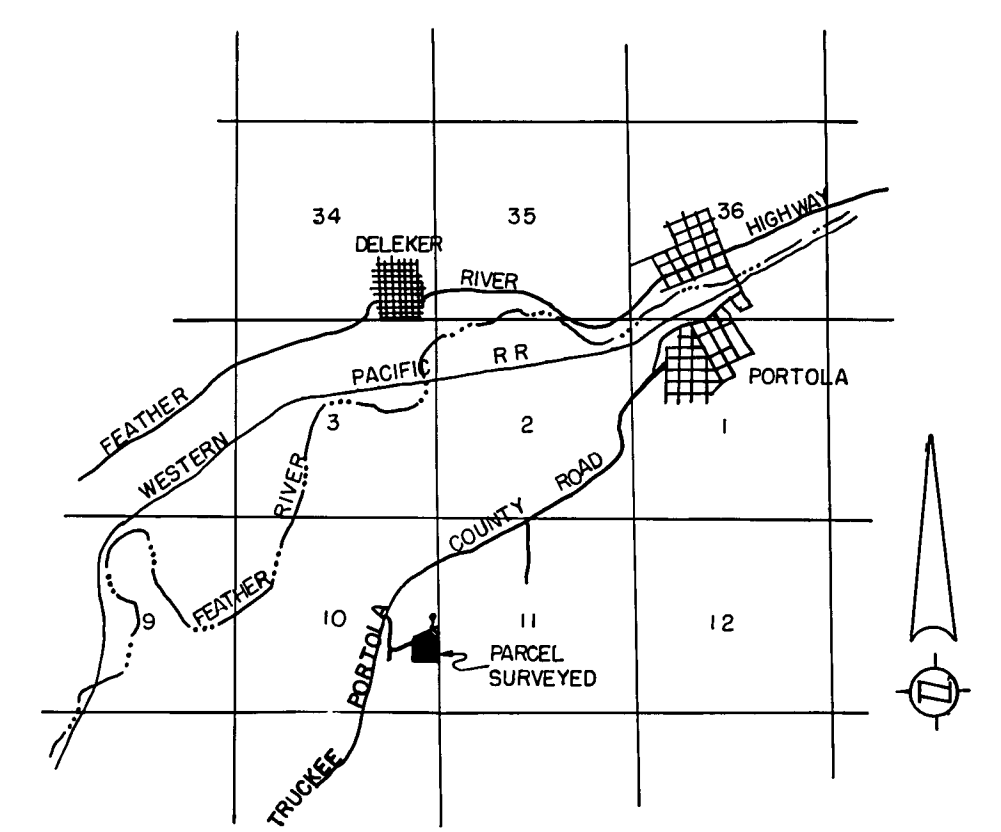 34
35
36
HIGHWAY
DELEKER
RIVER
FEATHER
WESTERN
PACIFIC
R R
PORTOLA
3
2
1
RIVER
COUNTY
ROAD
9
FEATHER
10
11
12
PARCEL
SURVEYED
TRUCKEE
PORTOLA
N